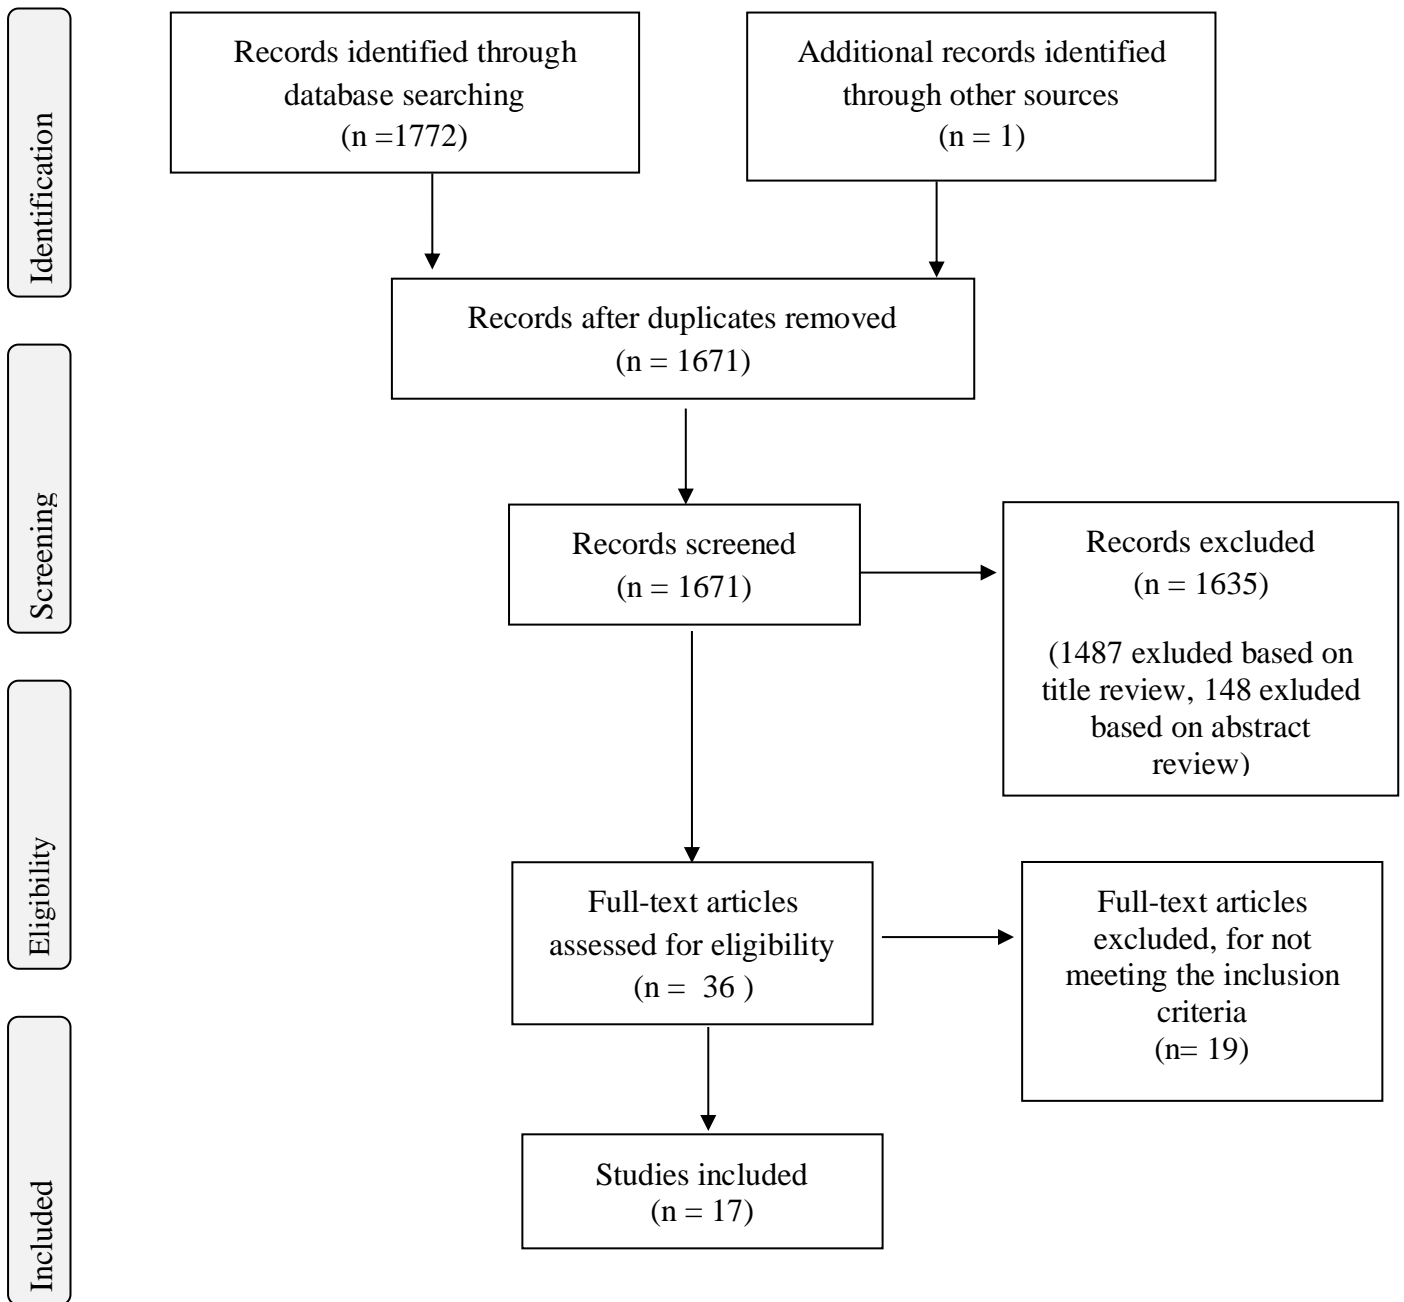 Identification
Records identified through
database searching
(n =1772)
Additional records identified
through other sources
(n = 1)
Records after duplicates removed
(n = 1671)
Screening
Records screened
(n = 1671)
Records excluded
(n = 1635)
(1487 exluded based on
title review, 148 exluded
based on abstract
review)
Eligibility
Full-text articles
assessed for eligibility
(n =  36 )
Full-text articles
excluded, for not
meeting the inclusion
criteria
(n= 19)
Included
Studies included
(n = 17)